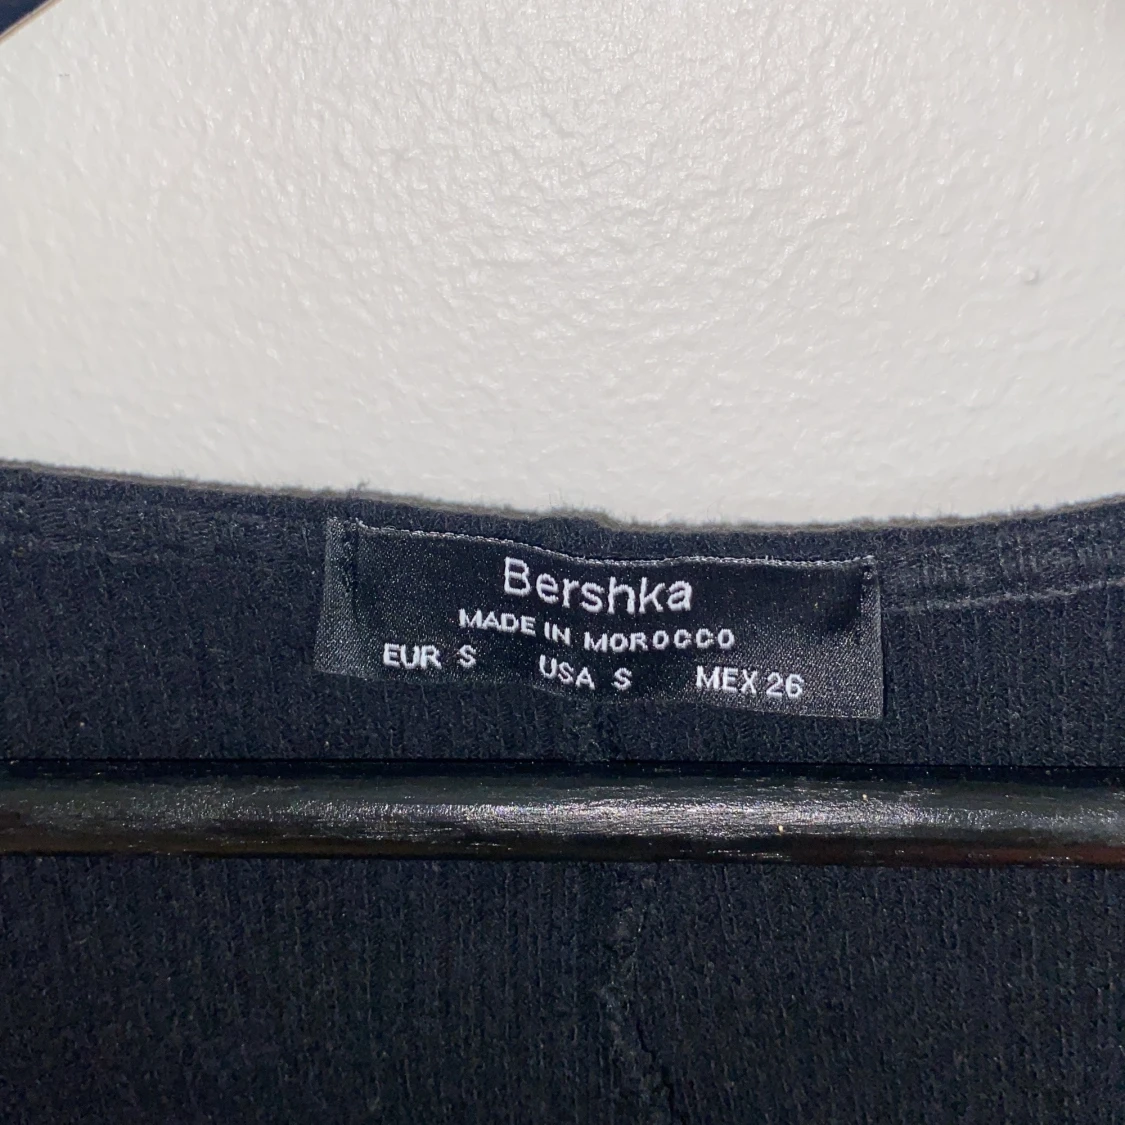 Bershka
MADE IN MOROCCO
EUR S USA S MEX 26